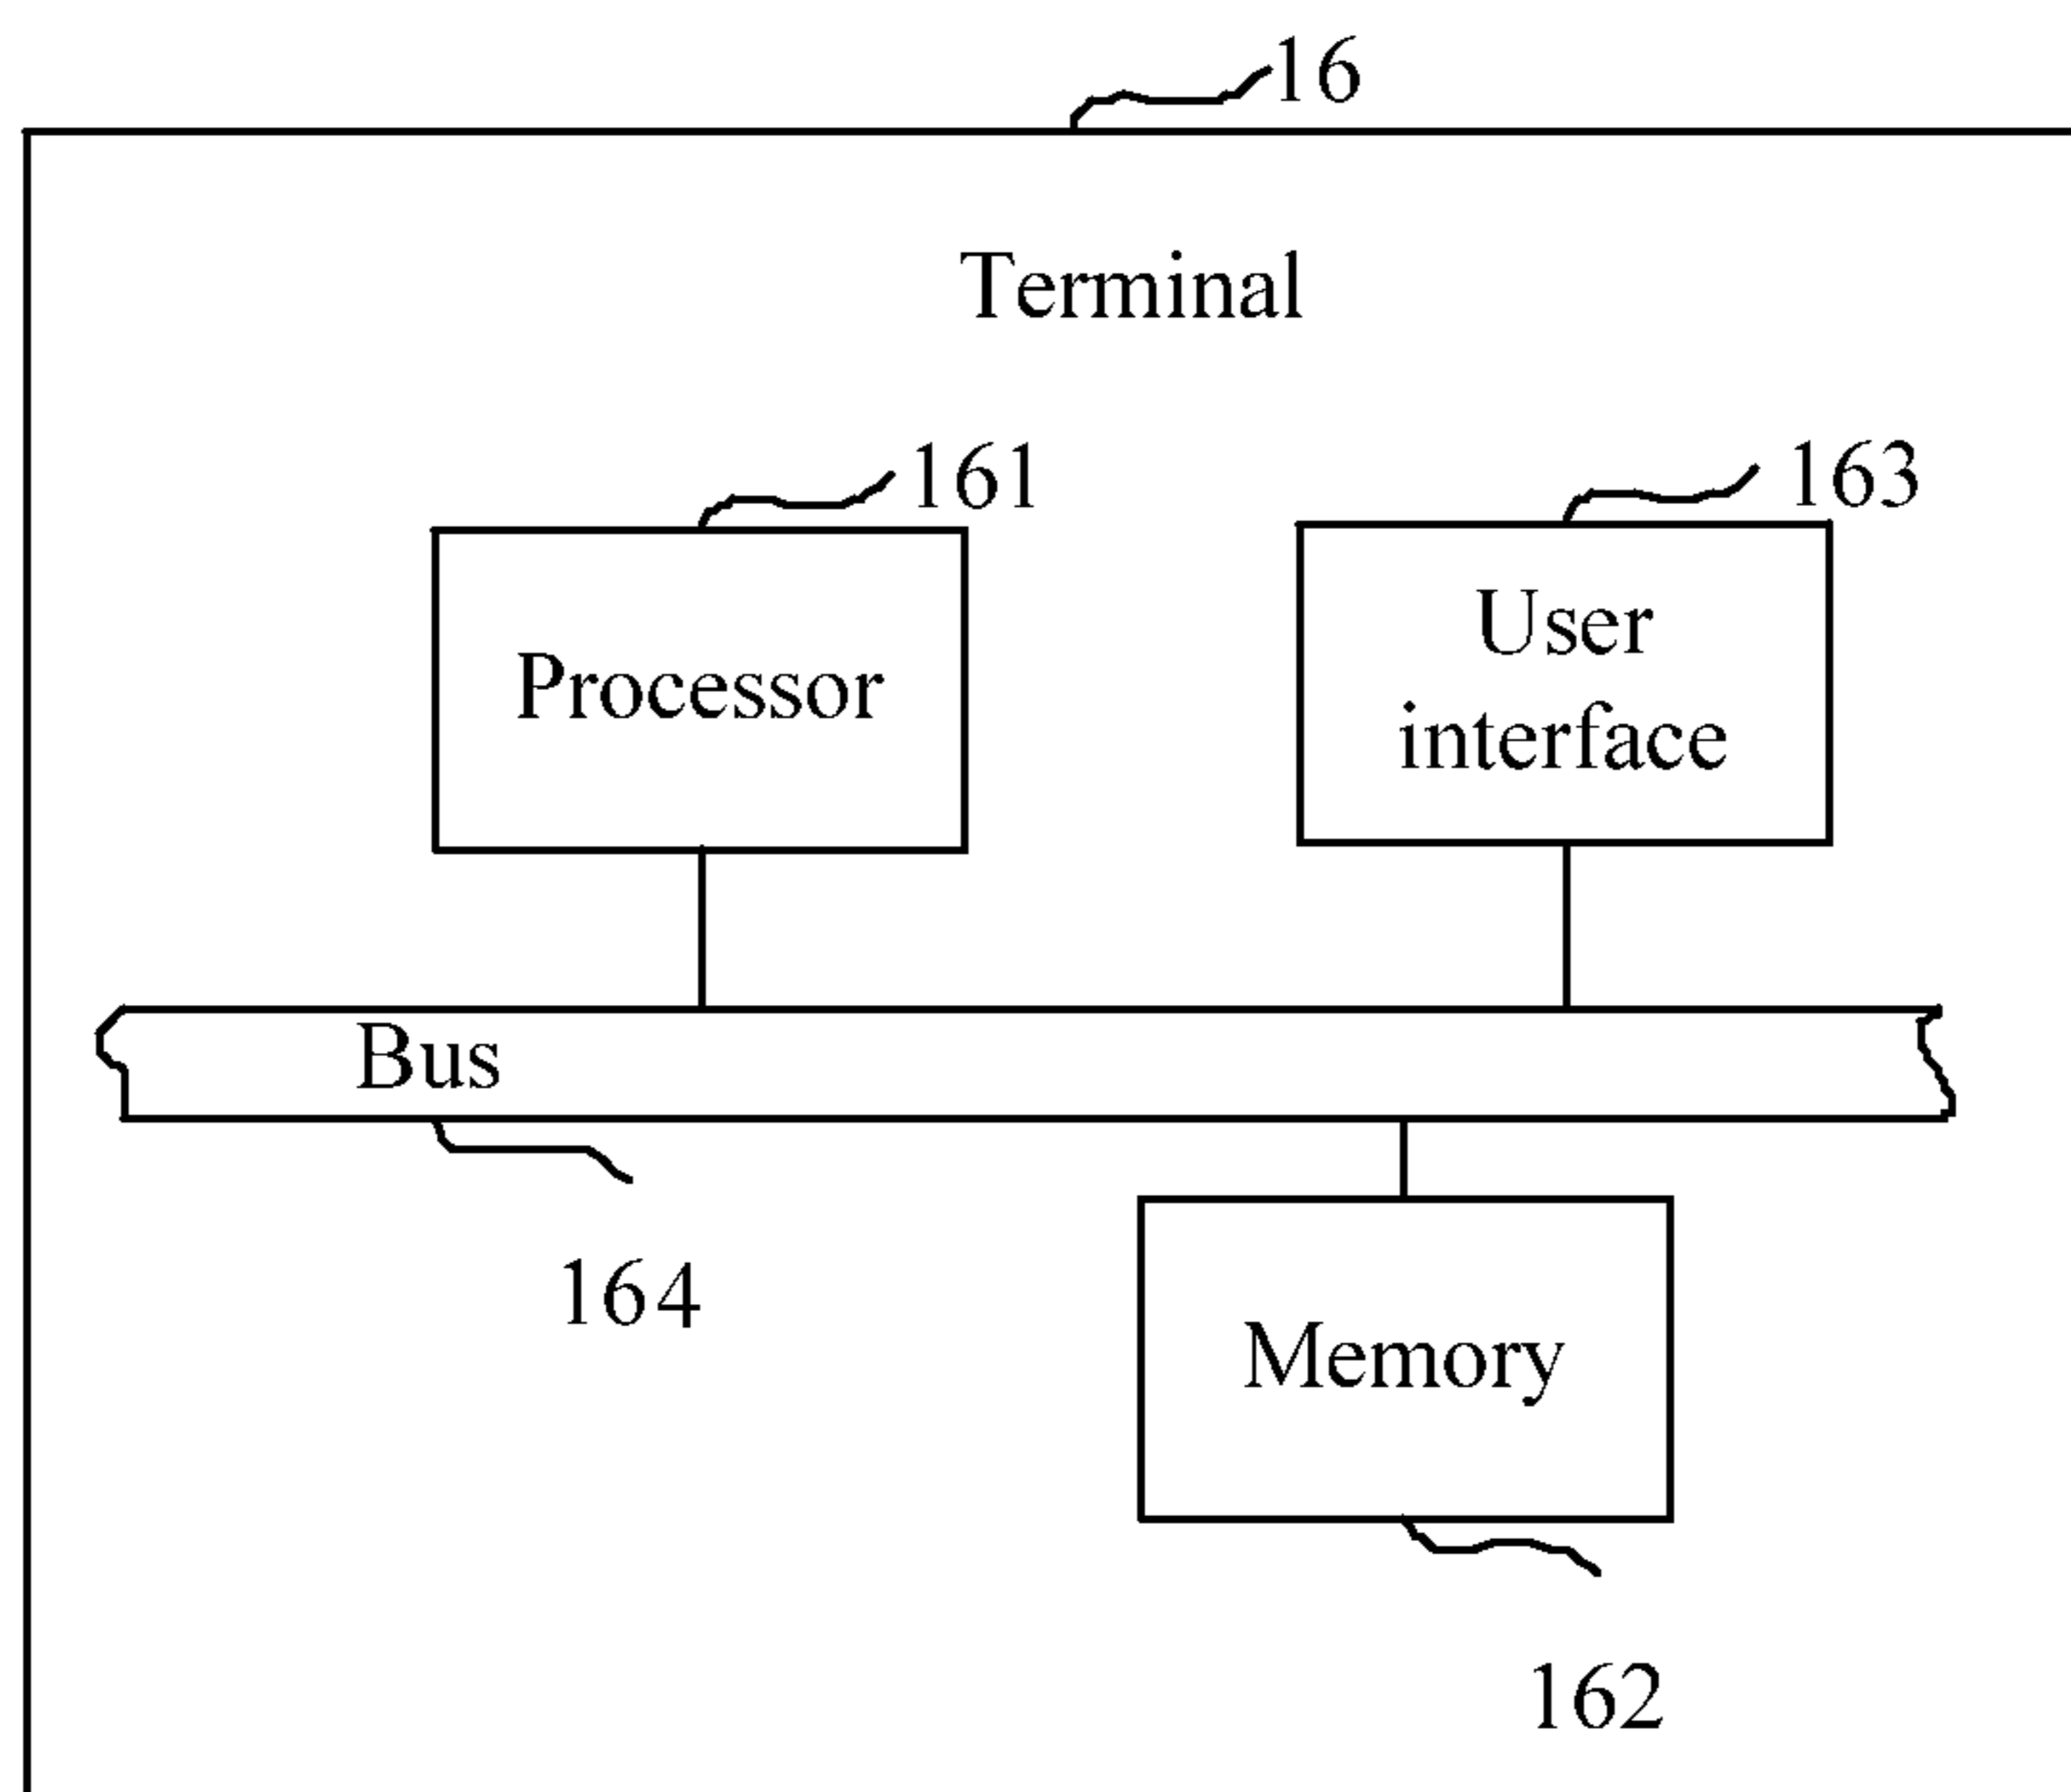 16
Terminal
161
163
Processor
User
interface
Bus
164
Memory
162